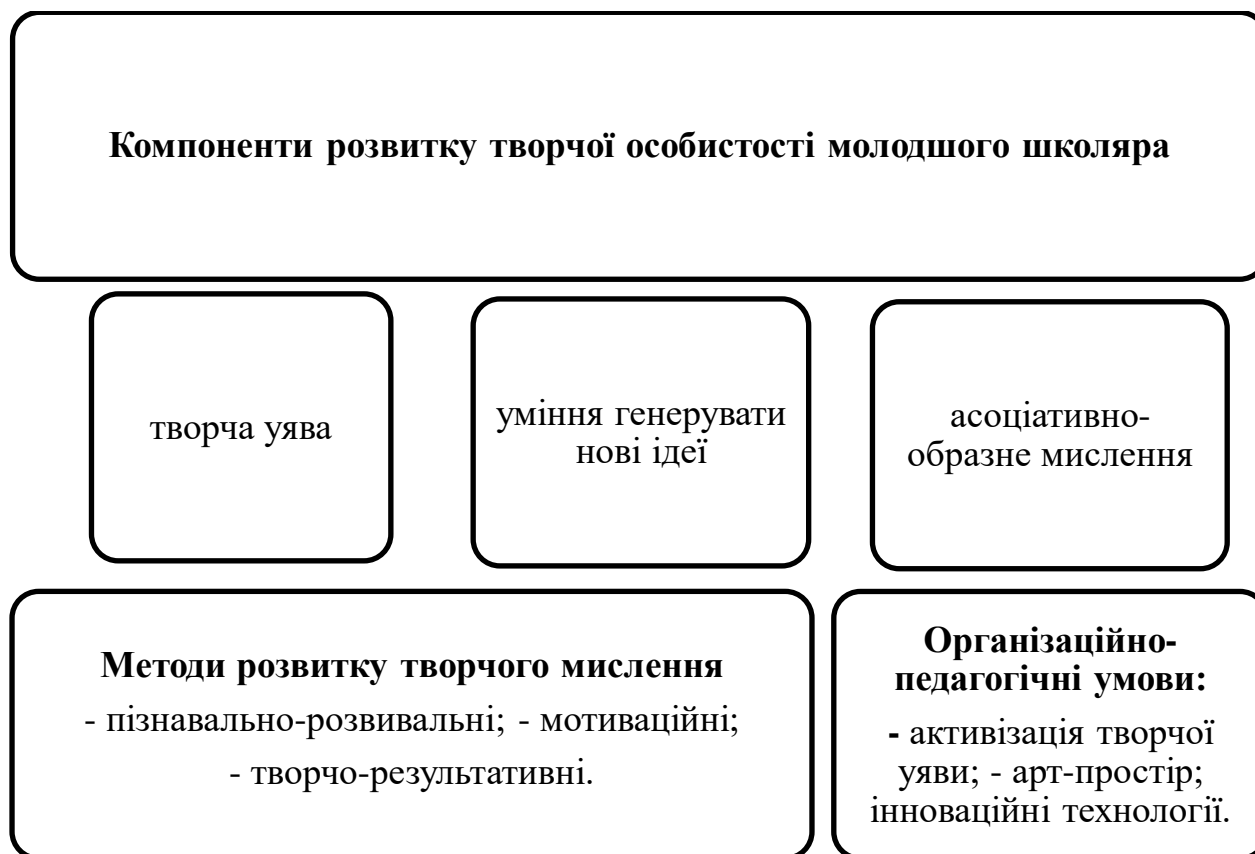 Компоненти розвитку творчої особистості молодшого школяра
творча уява
уміння генерувати
нові ідеї
асоціативно-
образне мислення
Методи розвитку творчого мислення
- пізнавально-розвивальні; - мотиваційні;
- творчо-результативні.
Організаційно-
педагогічні умови:
- активізація творчої
уяви; - арт-простір;
інноваційні технології.